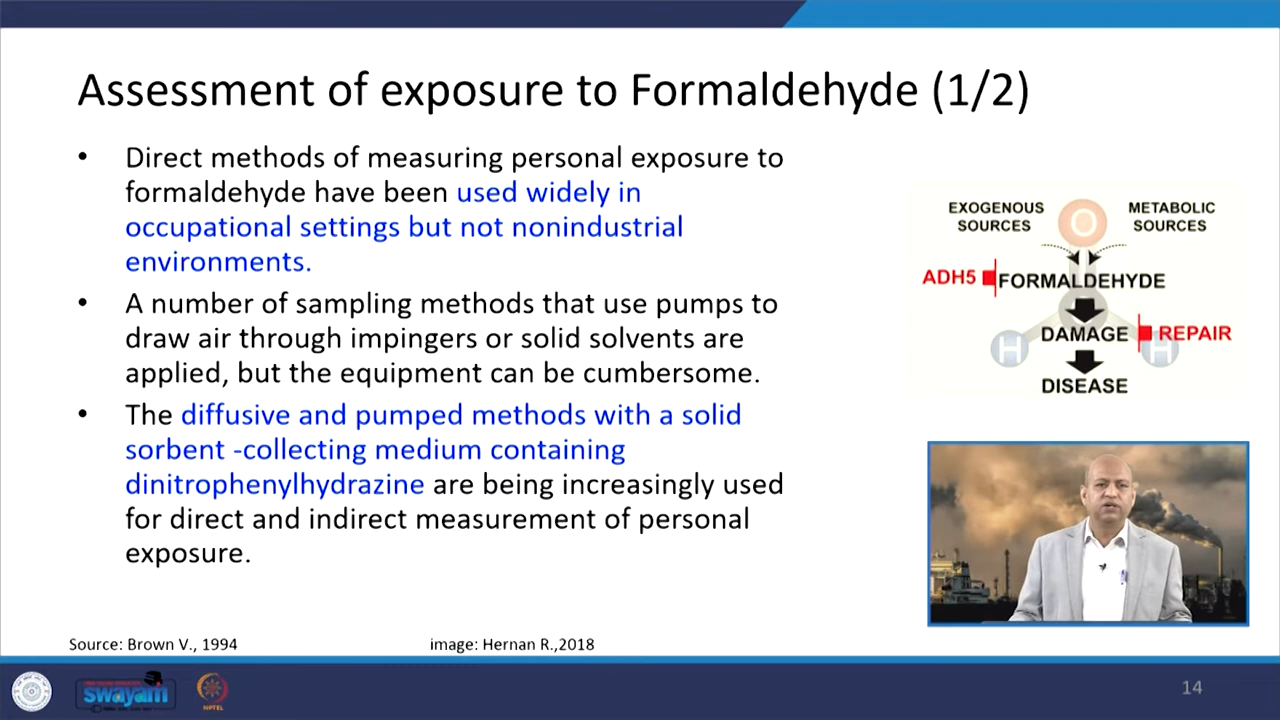 Assessment of exposure to Formaldehyde (1/2)
• Direct methods of measuring personal exposure to
formaldehyde have been used widely in
occupational settings but not nonindustrial
environments.
• A number of sampling methods that use pumps to
draw air through impingers or solid solvents are
applied, but the equipment can be cumbersome.
• The diffusive and pumped methods with a solid
sorbent -collecting medium containing
dinitrophenylhydrazine are being increasingly used
for direct and indirect measurement of personal
exposure.
EXOGENOUS
SOURCES
O
METABOLIC
SOURCES
ADH5
FORMALDEHYDE
DAMAGE
REPAIR
H
H
DISEASE
Source: Brown V., 1994
image: Hernan R.,2018
swayam
NPTEL
14